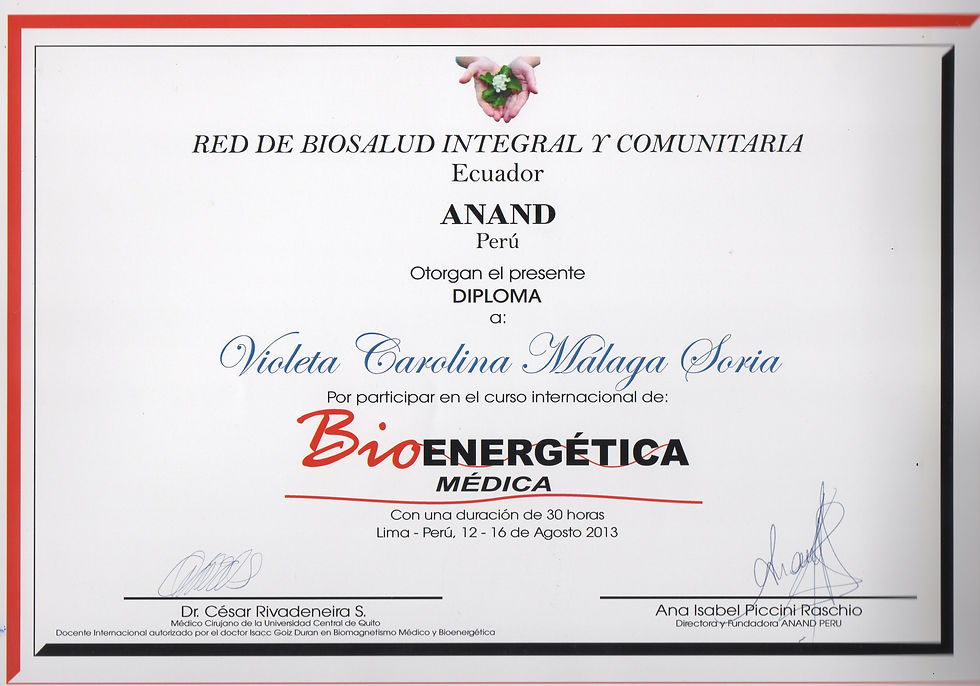 RED DE BIOSALUD INTEGRAL Y COMUNITARIA
Ecuador
ANAND
Perú
Otorgan el presente
DIPLOMA
a:
Violeta Carolina Málaga Soria
Por participar en el curso internacional de:
BioENERGÉTICA
MÉDICA
Con una duración de 30 horas
Lima - Perú, 12 - 16 de Agosto 2013
Dr. César Rivadeneira S.
Médico Cirujano de la Universidad Central de Quito
Docente Internacional autorizado por el doctor Isacc Goiz Duran en Biomagnetismo Médico y Bioenergética
Ana Isabel Piccini Raschio
Directora y Fundadora ANAND PERU